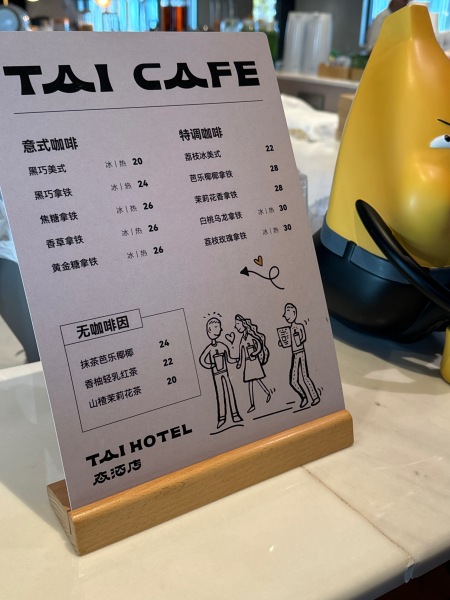 TAI CAFE
意式咖啡
黑巧美式 冰 | 热 20
黑巧拿铁 冰 | 热 24
焦糖拿铁 冰 | 热 26
香草拿铁 冰 | 热 26
黄金糖拿铁 冰 | 热 26
特调咖啡
荔枝冰美式 22
芭乐椰椰拿铁 28
茉莉花香拿铁 28
白桃乌龙拿铁 冰 | 热 30
荔枝玫瑰拿铁 冰 | 热 30
无咖啡因
抹茶芭乐椰椰 24
香柚轻乳红茶 22
山楂茉莉花茶 20
TAI HOTEL
态酒店